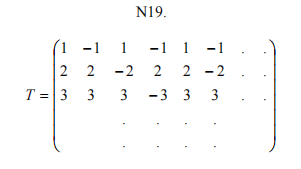 N19.
1 −1 1 −1 1 −1 . .
2 2 −2 2 2 −2 . .
T = 3 3 3 −3 3 3 . .
. . . .
. . . .